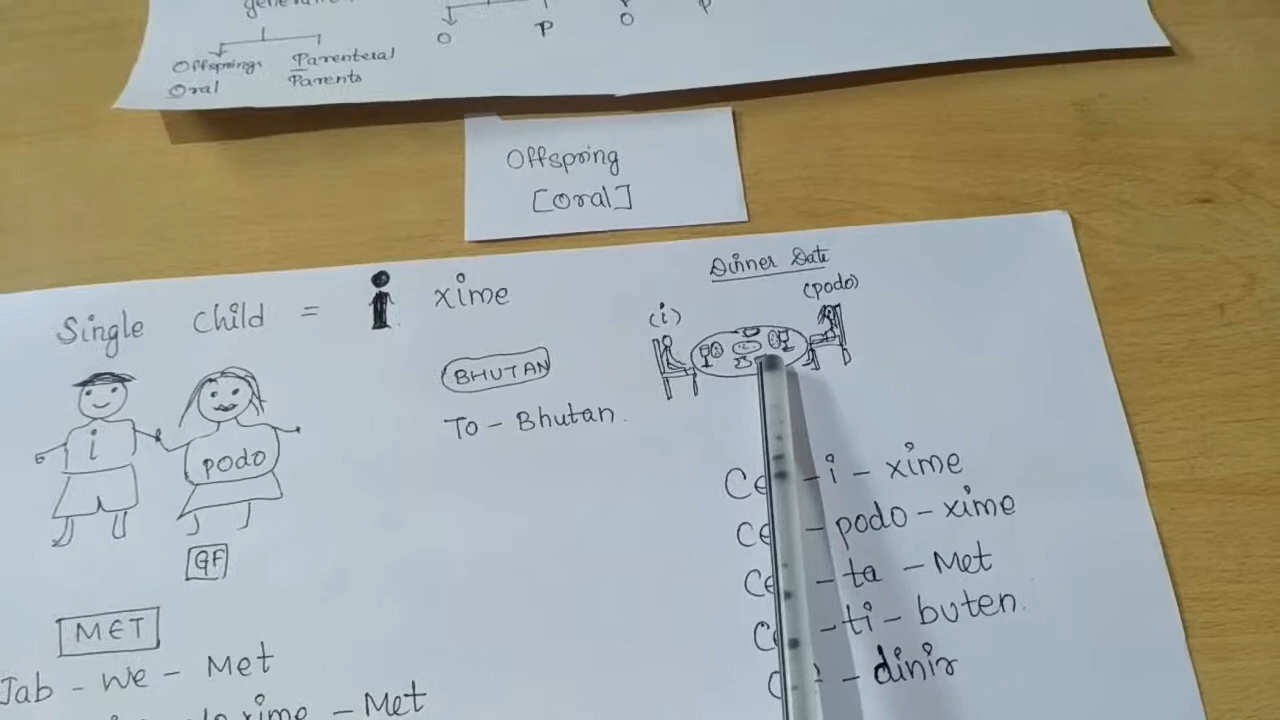 Offsprings Parenteral
Oral Parents
O P O P
Offspring
[Oral]
Single Child = i xime
Dinner Date
(i) (podo)
BHUTAN
To - Bhutan.
i podo
GF
MET
Jab - We - Met
xime - Met
- i - xime
- podo - xime
- ta - Met
- ti - buten
- dinir